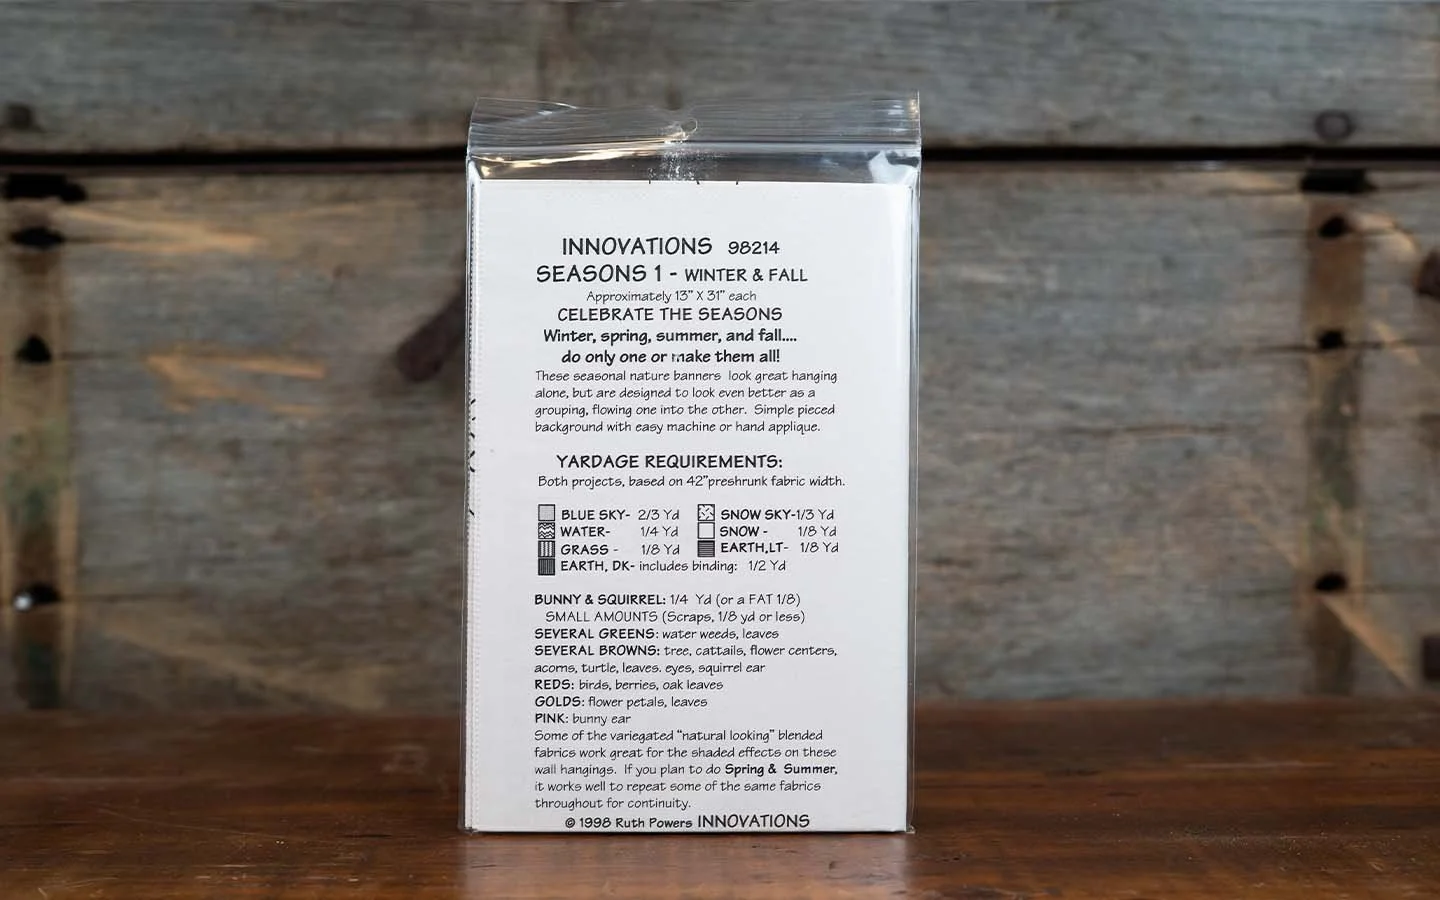 INNOVATIONS 98214
SEASONS 1 - WINTER & FALL
Approximately 13" X 31" each
CELEBRATE THE SEASONS
Winter, spring, summer, and fall....
do only one or make them all!
These seasonal nature banners look great hanging
alone, but are designed to look even better as a
grouping, flowing one into the other. Simple pieced
background with easy machine or hand applique.
YARDAGE REQUIREMENTS:
Both projects, based on 42"preshrunk fabric width.
BLUE SKY- 2/3 Yd SNOW SKY-1/3 Yd
WATER- 1/4 Yd SNOW - 1/8 Yd
GRASS - 1/8 Yd EARTH,LT- 1/8 Yd
EARTH, DK- includes binding: 1/2 Yd
BUNNY & SQUIRREL: 1/4 Yd (or a FAT 1/8)
SMALL AMOUNTS (Scraps, 1/8 yd or less)
SEVERAL GREENS: water weeds, leaves
SEVERAL BROWNS: tree, cattails, flower centers,
acorns, turtle, leaves. eyes, squirrel ear
REDS: birds, berries, oak leaves
GOLDS: flower petals, leaves
PINK: bunny ear
Some of the variegated "natural looking" blended
fabrics work great for the shaded effects on these
wall hangings. If you plan to do Spring & Summer,
it works well to repeat some of the same fabrics
throughout for continuity.
© 1998 Ruth Powers INNOVATIONS